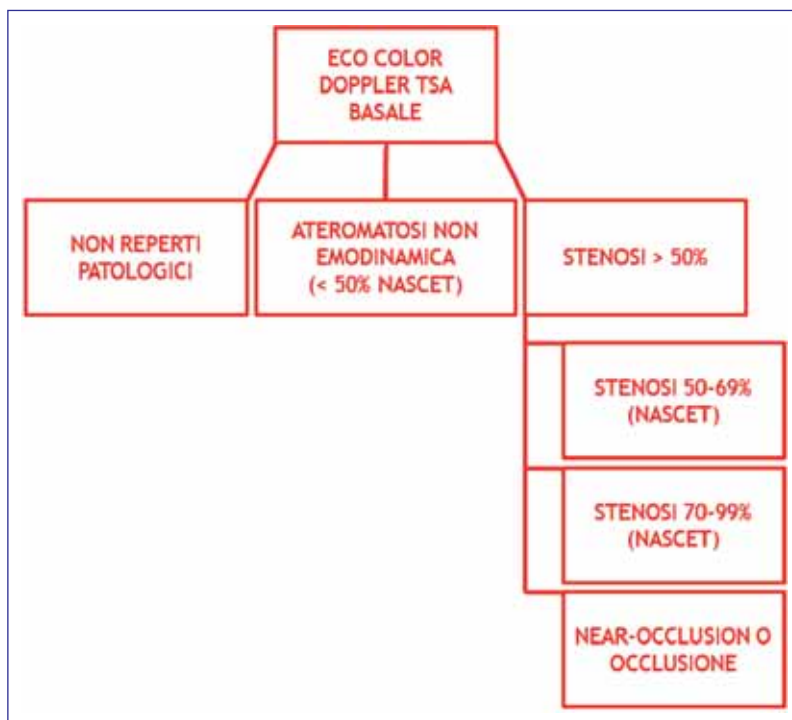 ECO COLOR
DOPPLER TSA
BASALE
NON REPERTI
PATOLOGICI
ATEROMATOSI NON
EMODINAMICA
(< 50% NASCET)
STENOSI > 50%
STENOSI 50-69%
(NASCET)
STENOSI 70-99%
(NASCET)
NEAR-OCCLUSION O
OCCLUSIONE